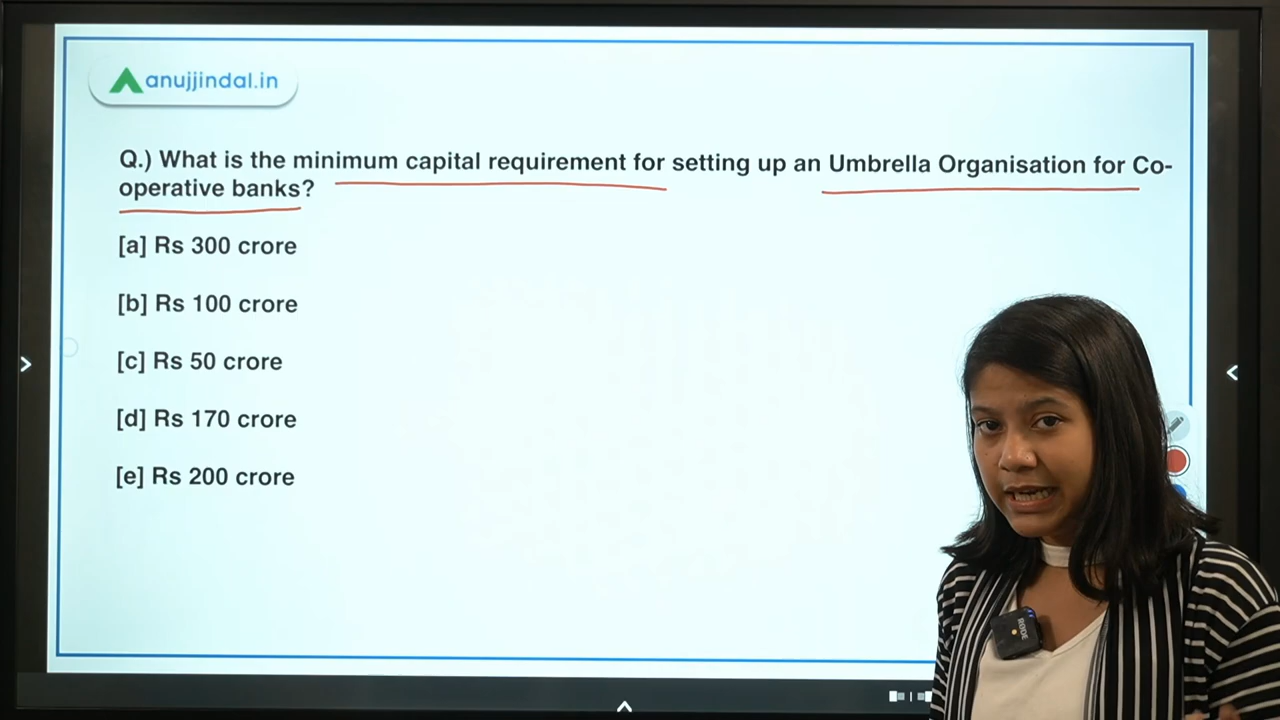 anujjindal.in
Q.) What is the minimum capital requirement for setting up an Umbrella Organisation for Co-
operative banks?
[a] Rs 300 crore
[b] Rs 100 crore
[c] Rs 50 crore
[d] Rs 170 crore
[e] Rs 200 crore
RODE